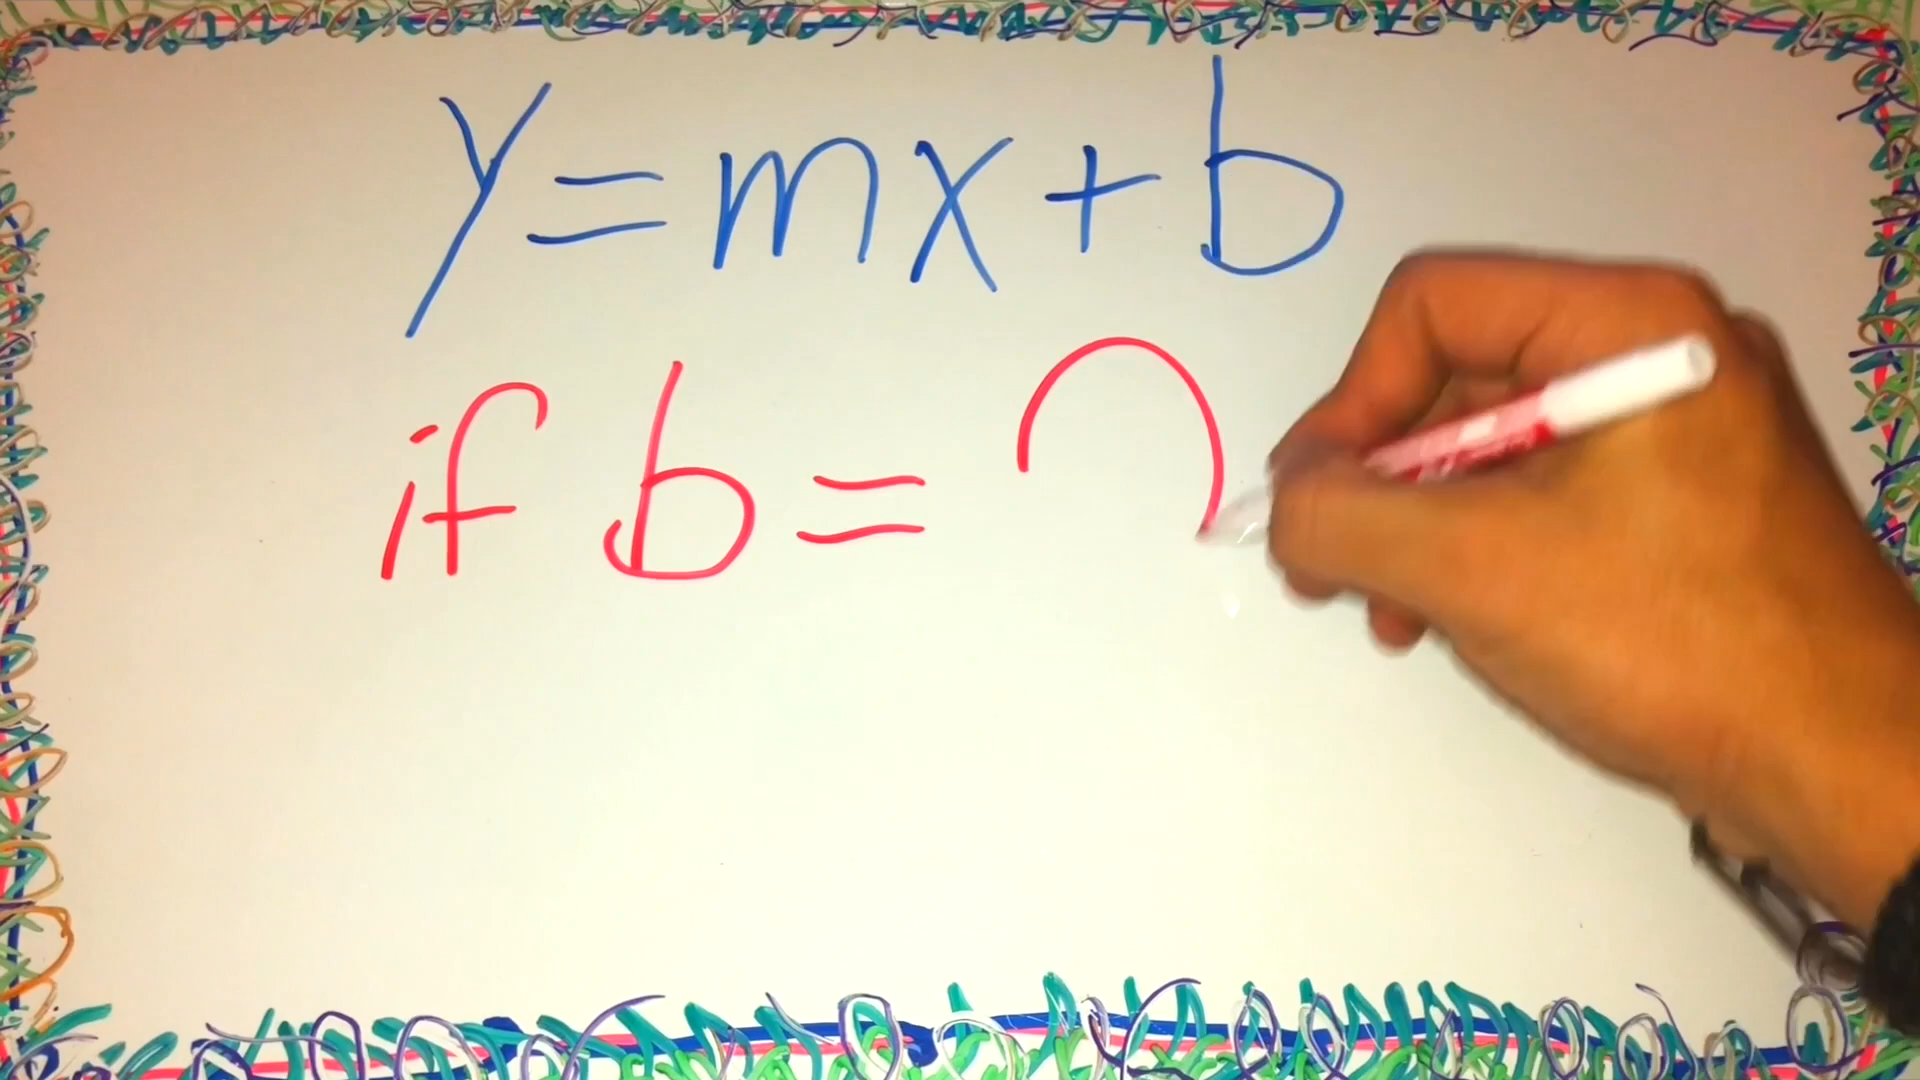 y=mx+b
if b=